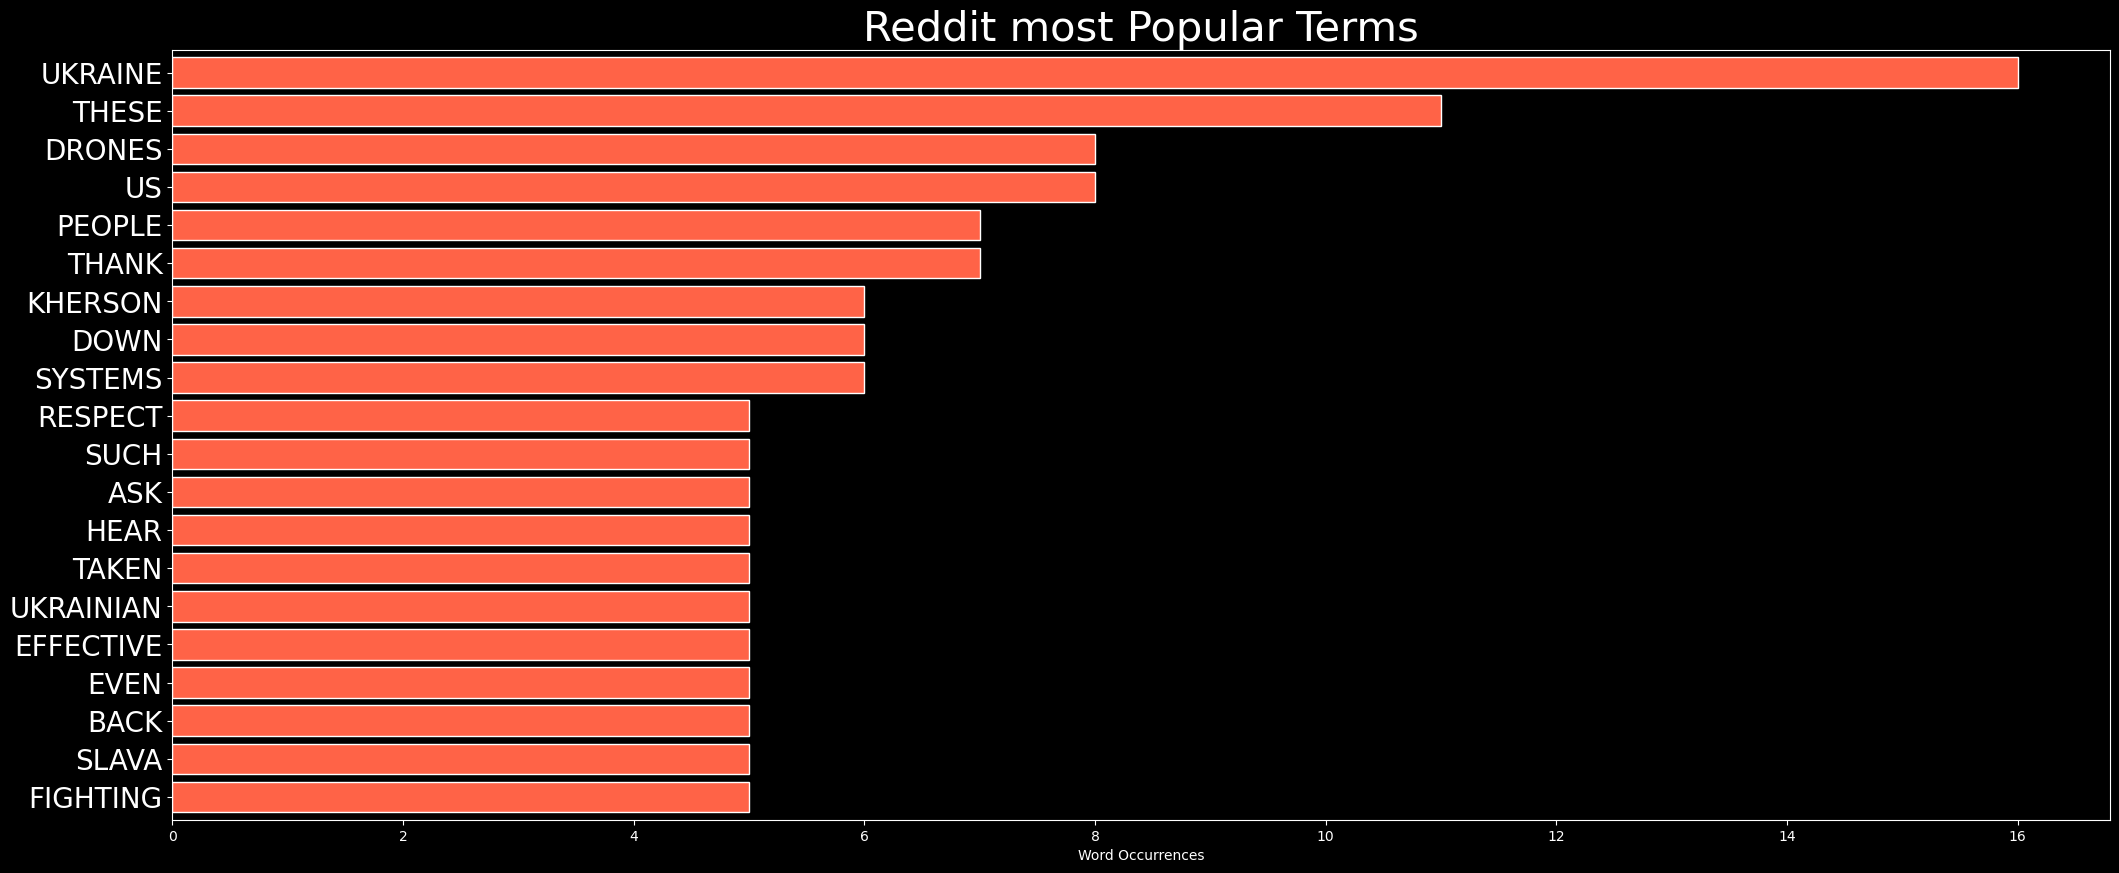 Reddit most Popular Terms
UKRAINE
THESE
DRONES
US
PEOPLE
THANK
KHERSON
DOWN
SYSTEMS
RESPECT
SUCH
ASK
HEAR
TAKEN
UKRAINIAN
EFFECTIVE
EVEN
BACK
SLAVA
FIGHTING
0 2 4 6 8 10 12 14 16
Word Occurrences